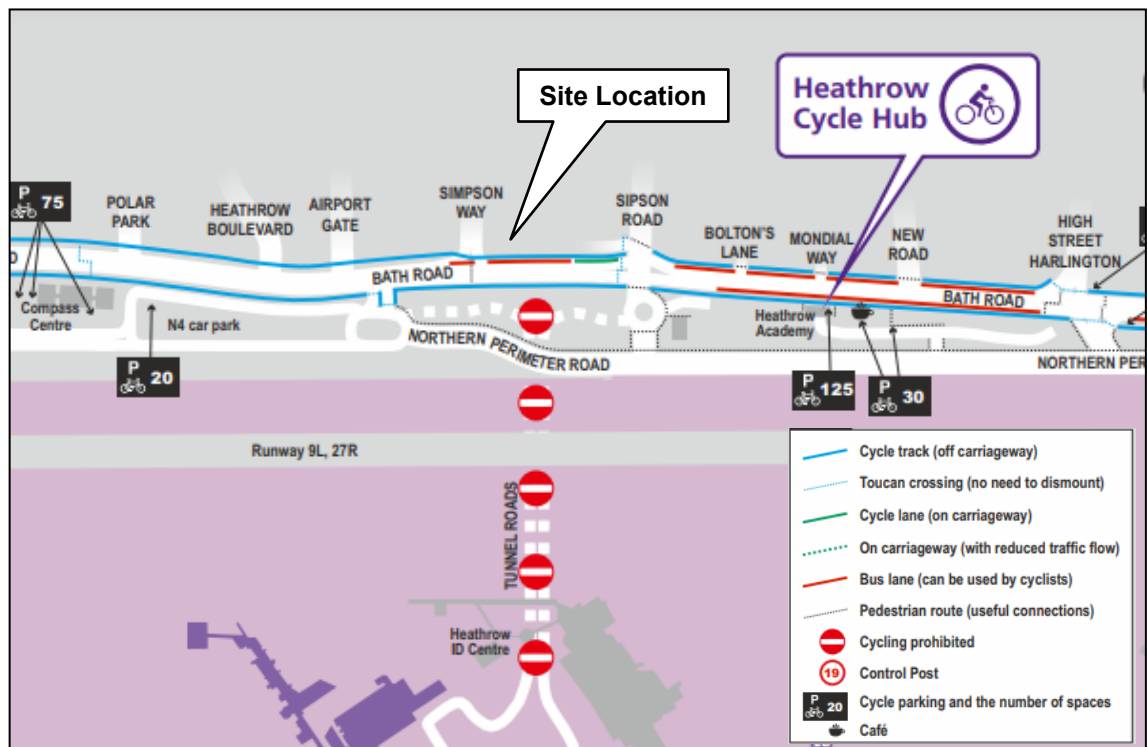 Site Location
Heathrow
Cycle Hub
P
75
POLAR
PARK
HEATHROW
BOULEVARD
AIRPORT
GATE
SIMPSON
WAY
SIPSON
ROAD
BOLTON'S
LANE
MONDIAL
WAY
NEW
ROAD
HIGH
STREET
HARLINGTON
D
BATH ROAD
BATH ROAD
Compass
Centre
N4 car park
Heathrow
Academy
NORTHERN PERIMETER ROAD
NORTHERN PER
P
20
P
125
P
30
Runway 9L, 27R
TUNNEL ROADS
Heathrow
ID Centre
Cycle track (off carriageway)
Toucan crossing (no need to dismount)
Cycle lane (on carriageway)
On carriageway (with reduced traffic flow)
Bus lane (can be used by cyclists)
Pedestrian route (useful connections)
Cycling prohibited
19 Control Post
P
20 Cycle parking and the number of spaces
Café